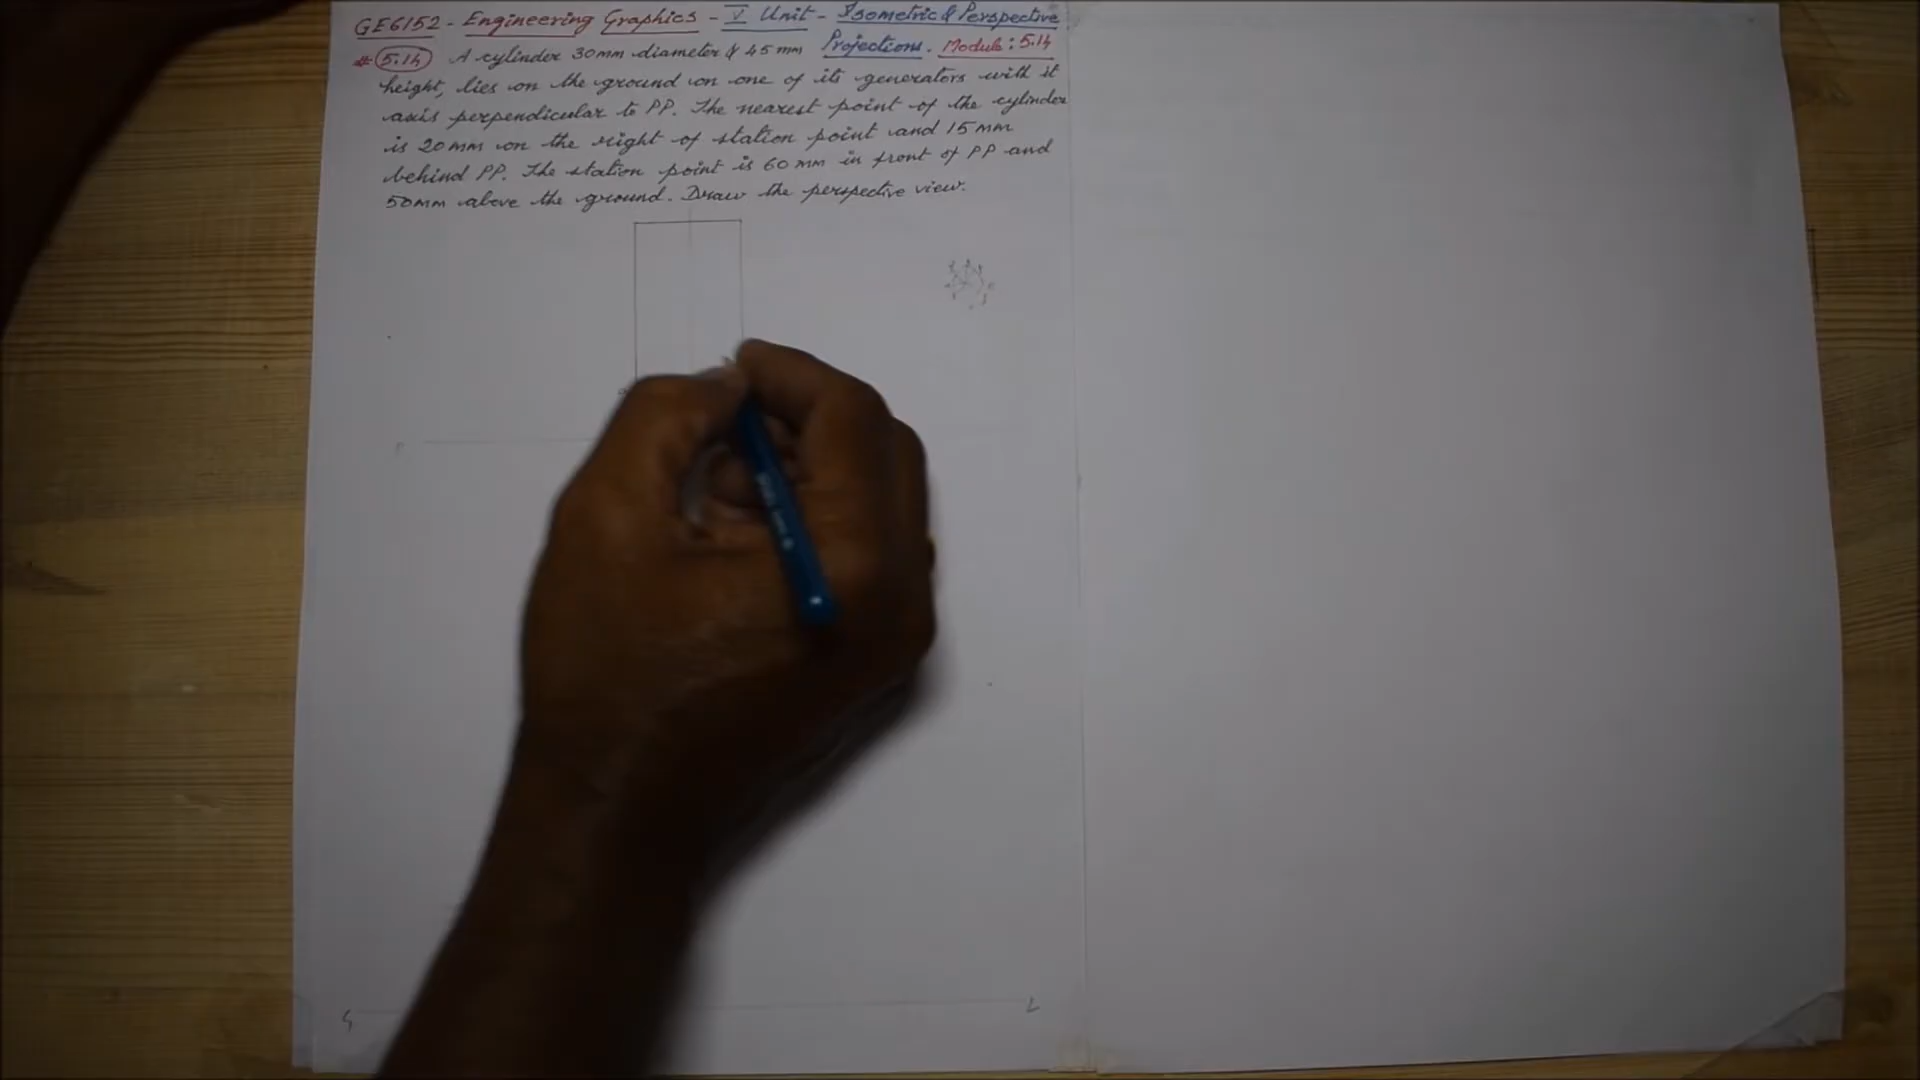 GE6152 - Engineering Graphics - V Unit - Isometric & Perspective
Projections. Module: 5.14
# 5.14 A cylinder 30mm diameter & 45mm
height, lies on the ground on one of its generators with it
axis perpendicular to PP. The nearest point of the cylinder
is 20mm on the right of station point and 15mm
behind PP. The station point is 60mm in front of PP and
50mm above the ground. Draw the perspective view.
P
G L